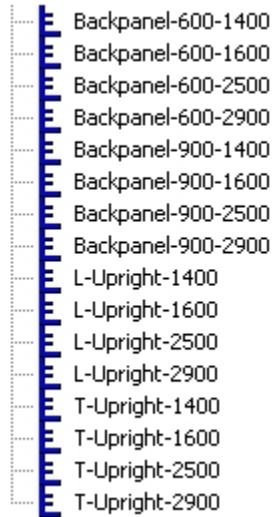 Backpanel-600-1400
Backpanel-600-1600
Backpanel-600-2500
Backpanel-600-2900
Backpanel-900-1400
Backpanel-900-1600
Backpanel-900-2500
Backpanel-900-2900
L-Upright-1400
L-Upright-1600
L-Upright-2500
L-Upright-2900
T-Upright-1400
T-Upright-1600
T-Upright-2500
T-Upright-2900